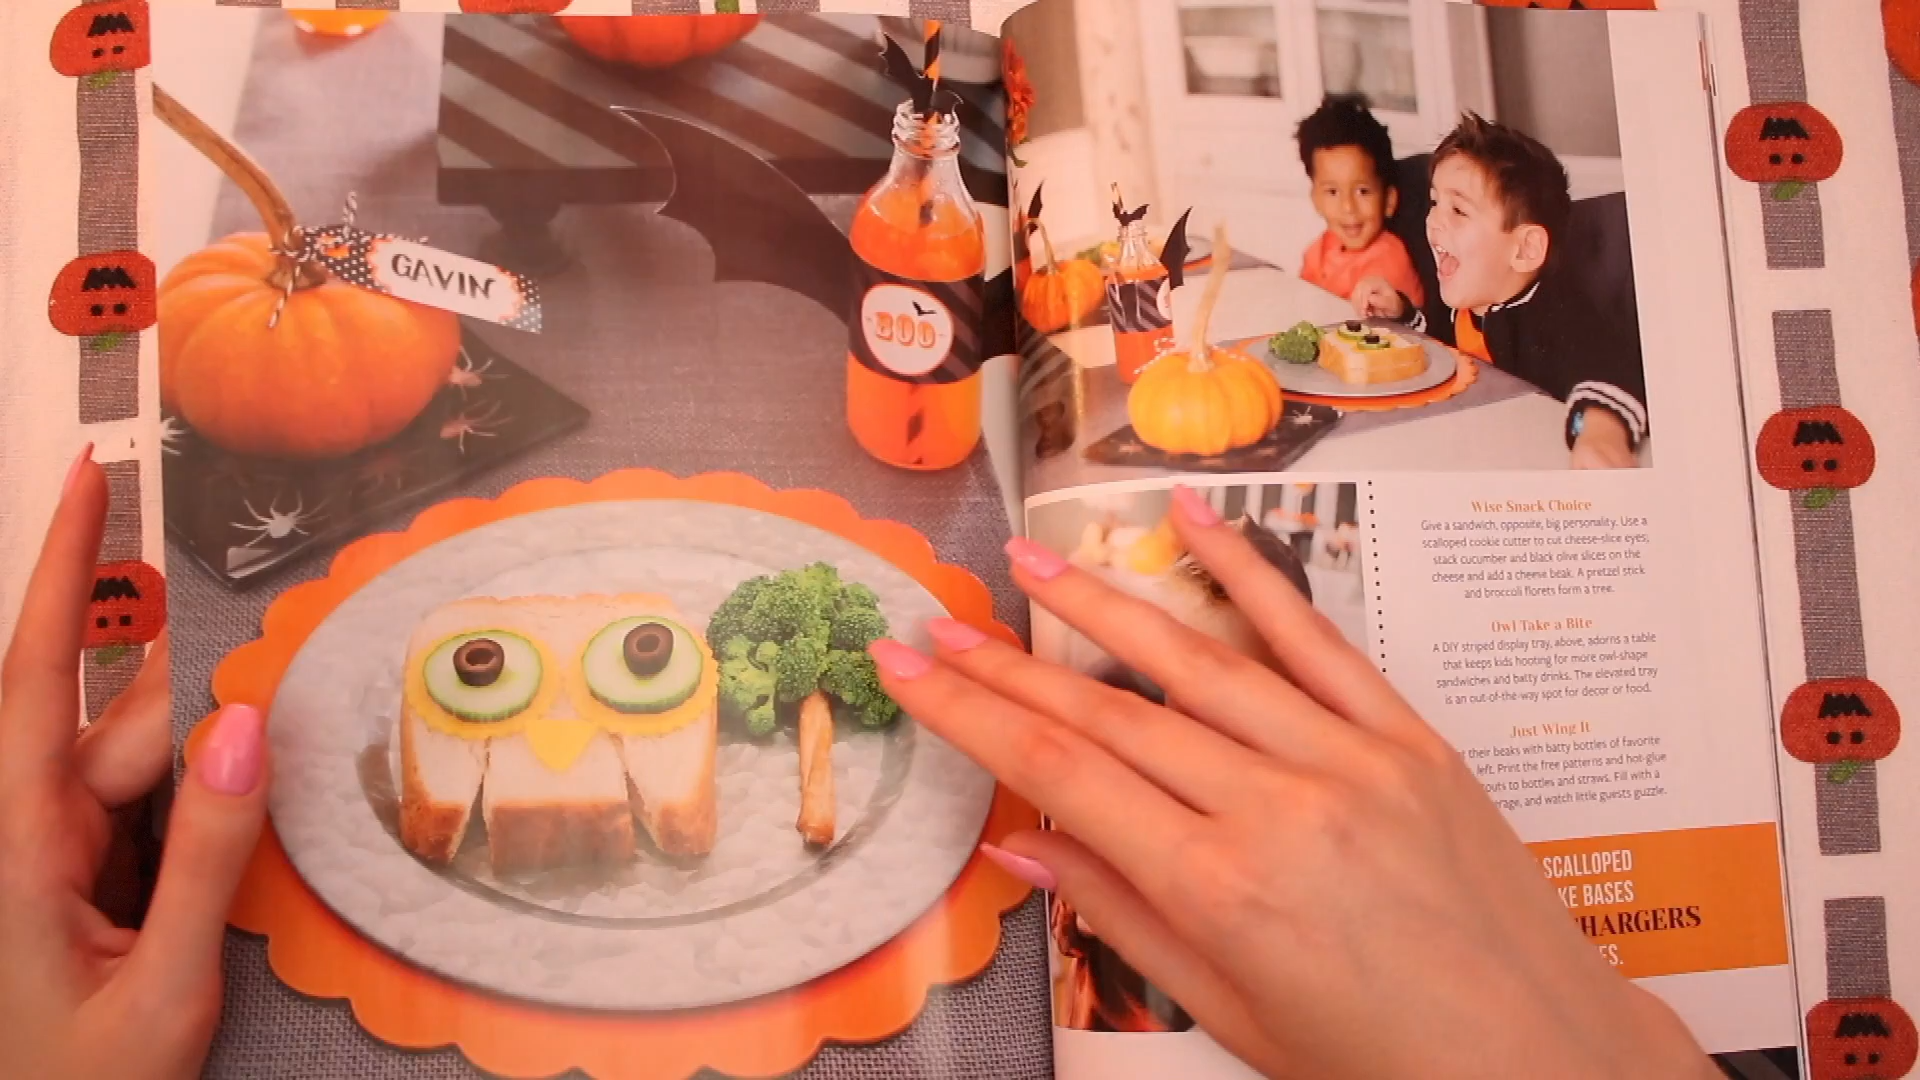 GAVIN
BOO
Wise Snack Choice
Give a sandwich, opposite, big personality. Use a
scalloped cookie cutter to cut cheese-slice eyes;
stack cucumber and black olive slices on the
cheese and add a cheese beak. A pretzel stick
and broccoli florets form a tree.
Owl Take a Bite
A DIY striped display tray, above, adorns a table
that keeps kids hooting for more owl-shape
sandwiches and batty drinks. The elevated tray
is an out-of-the-way spot for decor or food.
Just Wing It
their beaks with batty bottles of favorite
left. Print the free patterns and hot-glue
to bottles and straws. Fill with a
and watch little guests guzzle.
SCALLOPED
BASES